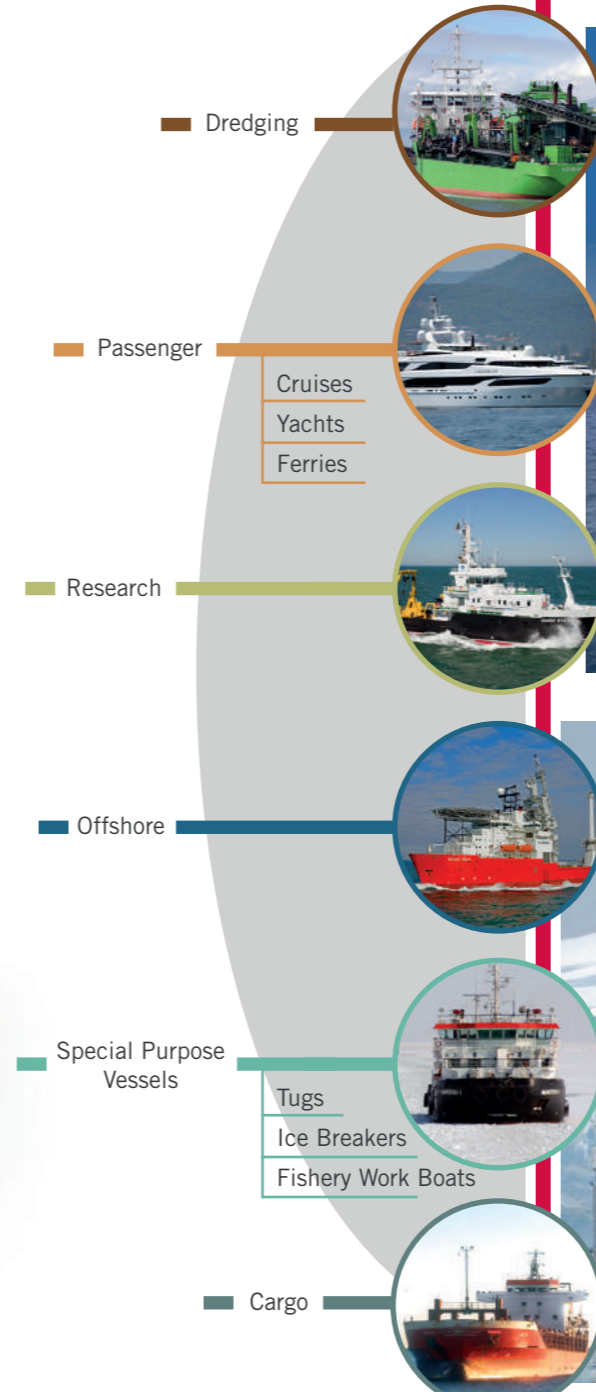 Dredging
Passenger
Cruises
Yachts
Ferries
Research
Offshore
Special Purpose
Vessels
Tugs
Ice Breakers
Fishery Work Boats
Cargo